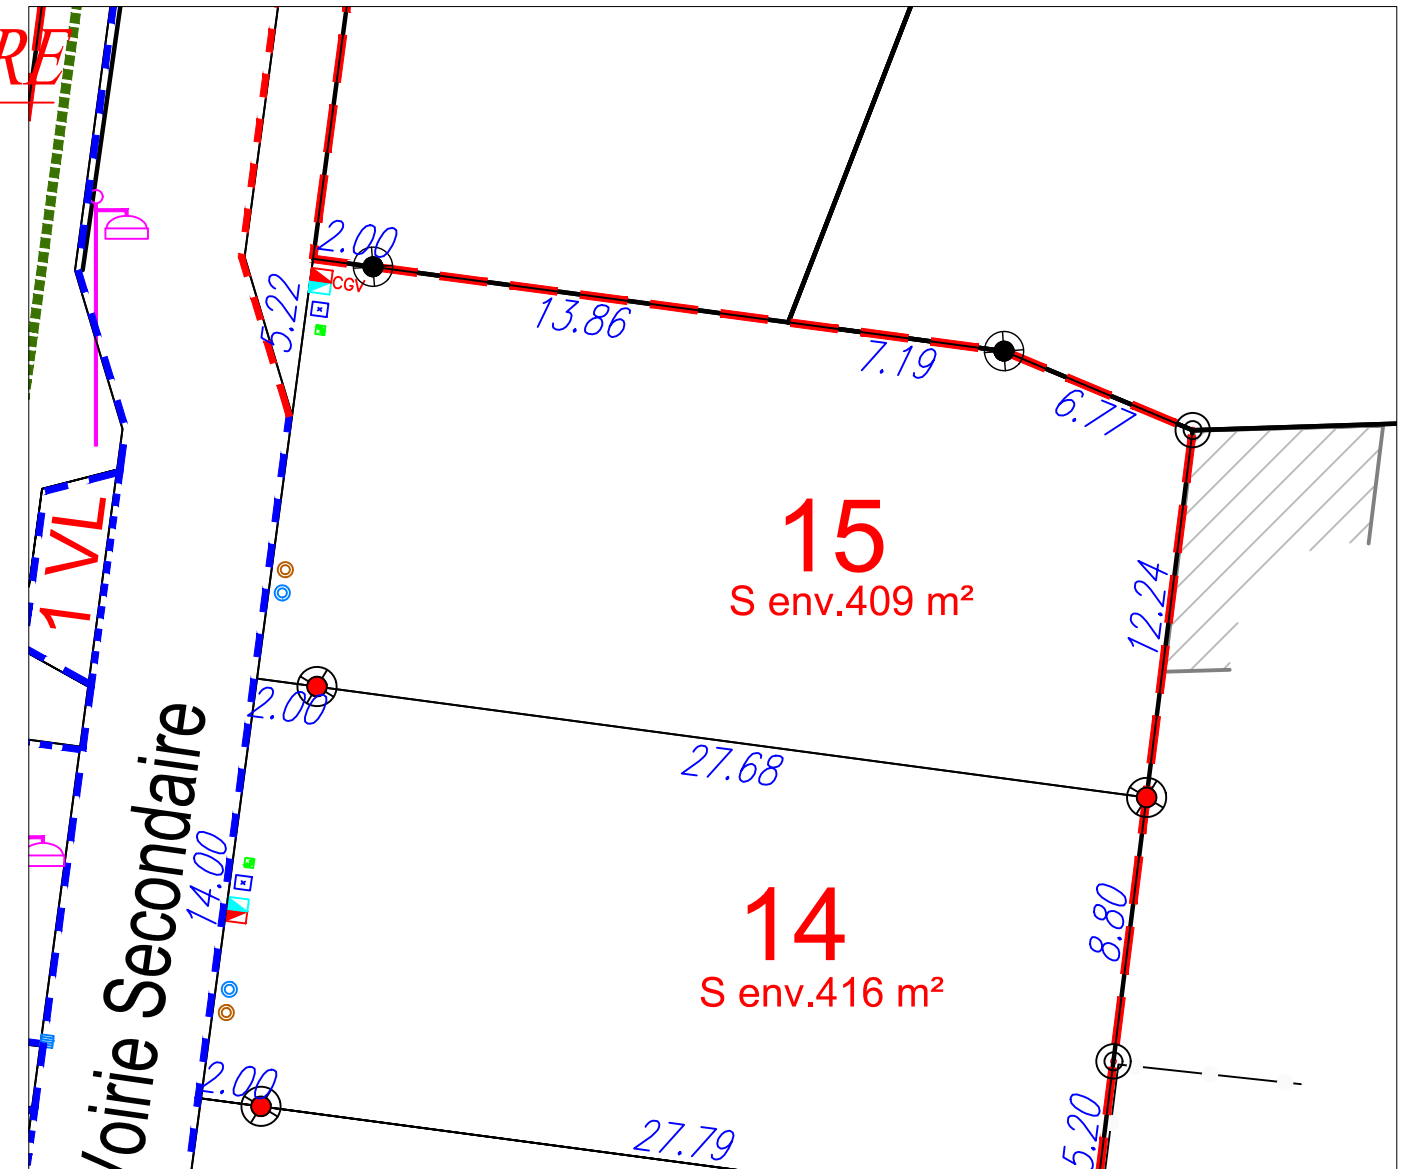 RE
2.00
CGV
5.22
13.86
7.19
6.77
15
S env.409 m²
12.24
1 VL
2.00
27.68
Voirie Secondaire
14.00
14
S env.416 m²
8.80
2.00
27.79
5.20